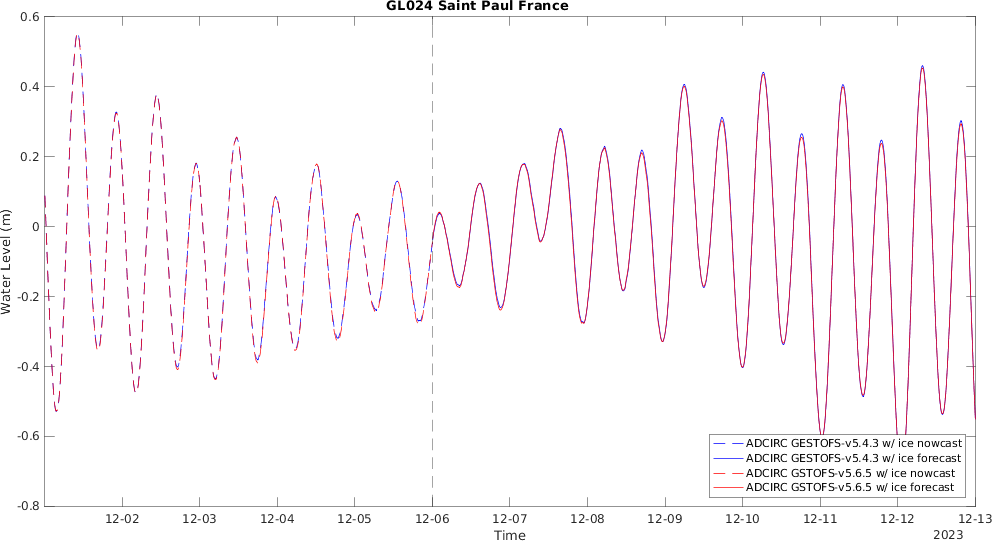 GL024 Saint Paul France
0.6
0.4
0.2
0
-0.2
-0.4
-0.6
-0.8
Water Level (m)
ADCIRC GESTOFS-v5.4.3 w/ ice nowcast
ADCIRC GESTOFS-v5.4.3 w/ ice forecast
ADCIRC GSTOFS-v5.6.5 w/ ice nowcast
ADCIRC GSTOFS-v5.6.5 w/ ice forecast
12-02 12-03 12-04 12-05 12-06 12-07 12-08 12-09 12-10 12-11 12-12 12-13
Time
2023